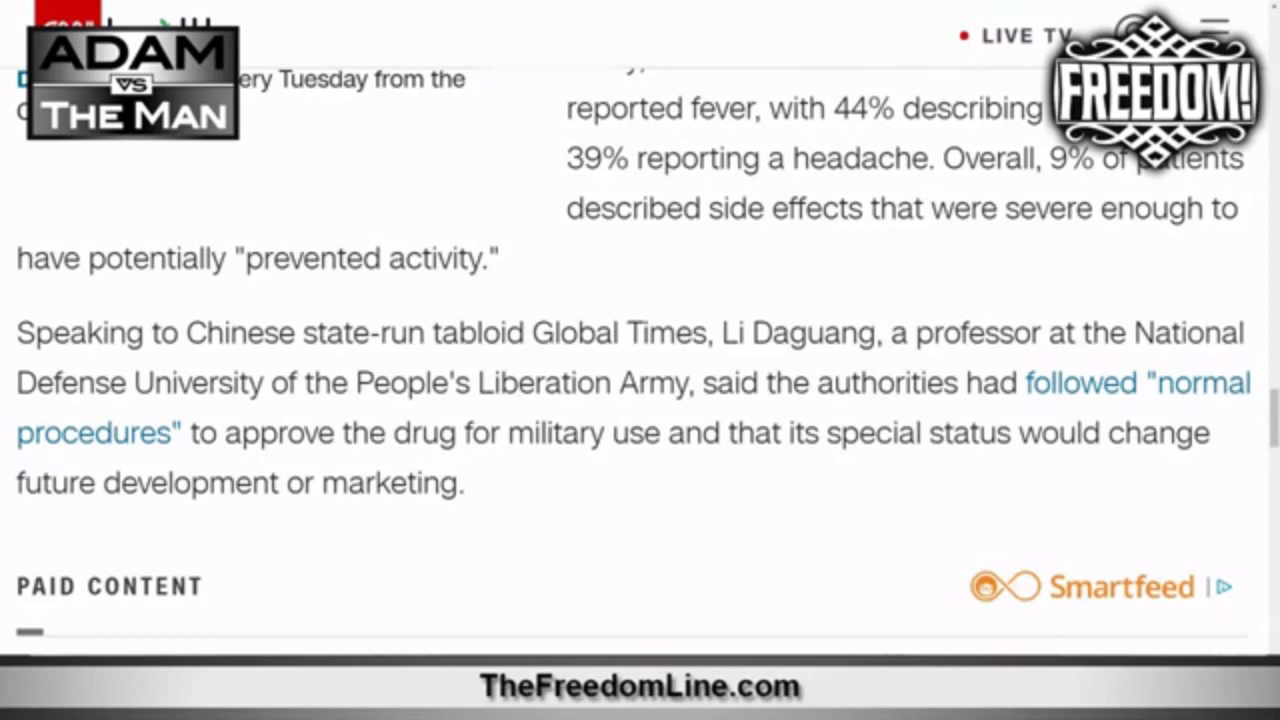 ADAM
VS
THE MAN
LIVE TV
FREEDOM!
ery Tuesday from the
reported fever, with 44% describing
39% reporting a headache. Overall, 9% of patients
described side effects that were severe enough to
have potentially "prevented activity."
Speaking to Chinese state-run tabloid Global Times, Li Daguang, a professor at the National
Defense University of the People's Liberation Army, said the authorities had followed "normal
procedures" to approve the drug for military use and that its special status would change
future development or marketing.
PAID CONTENT
Smartfeed
TheFreedomLine.com